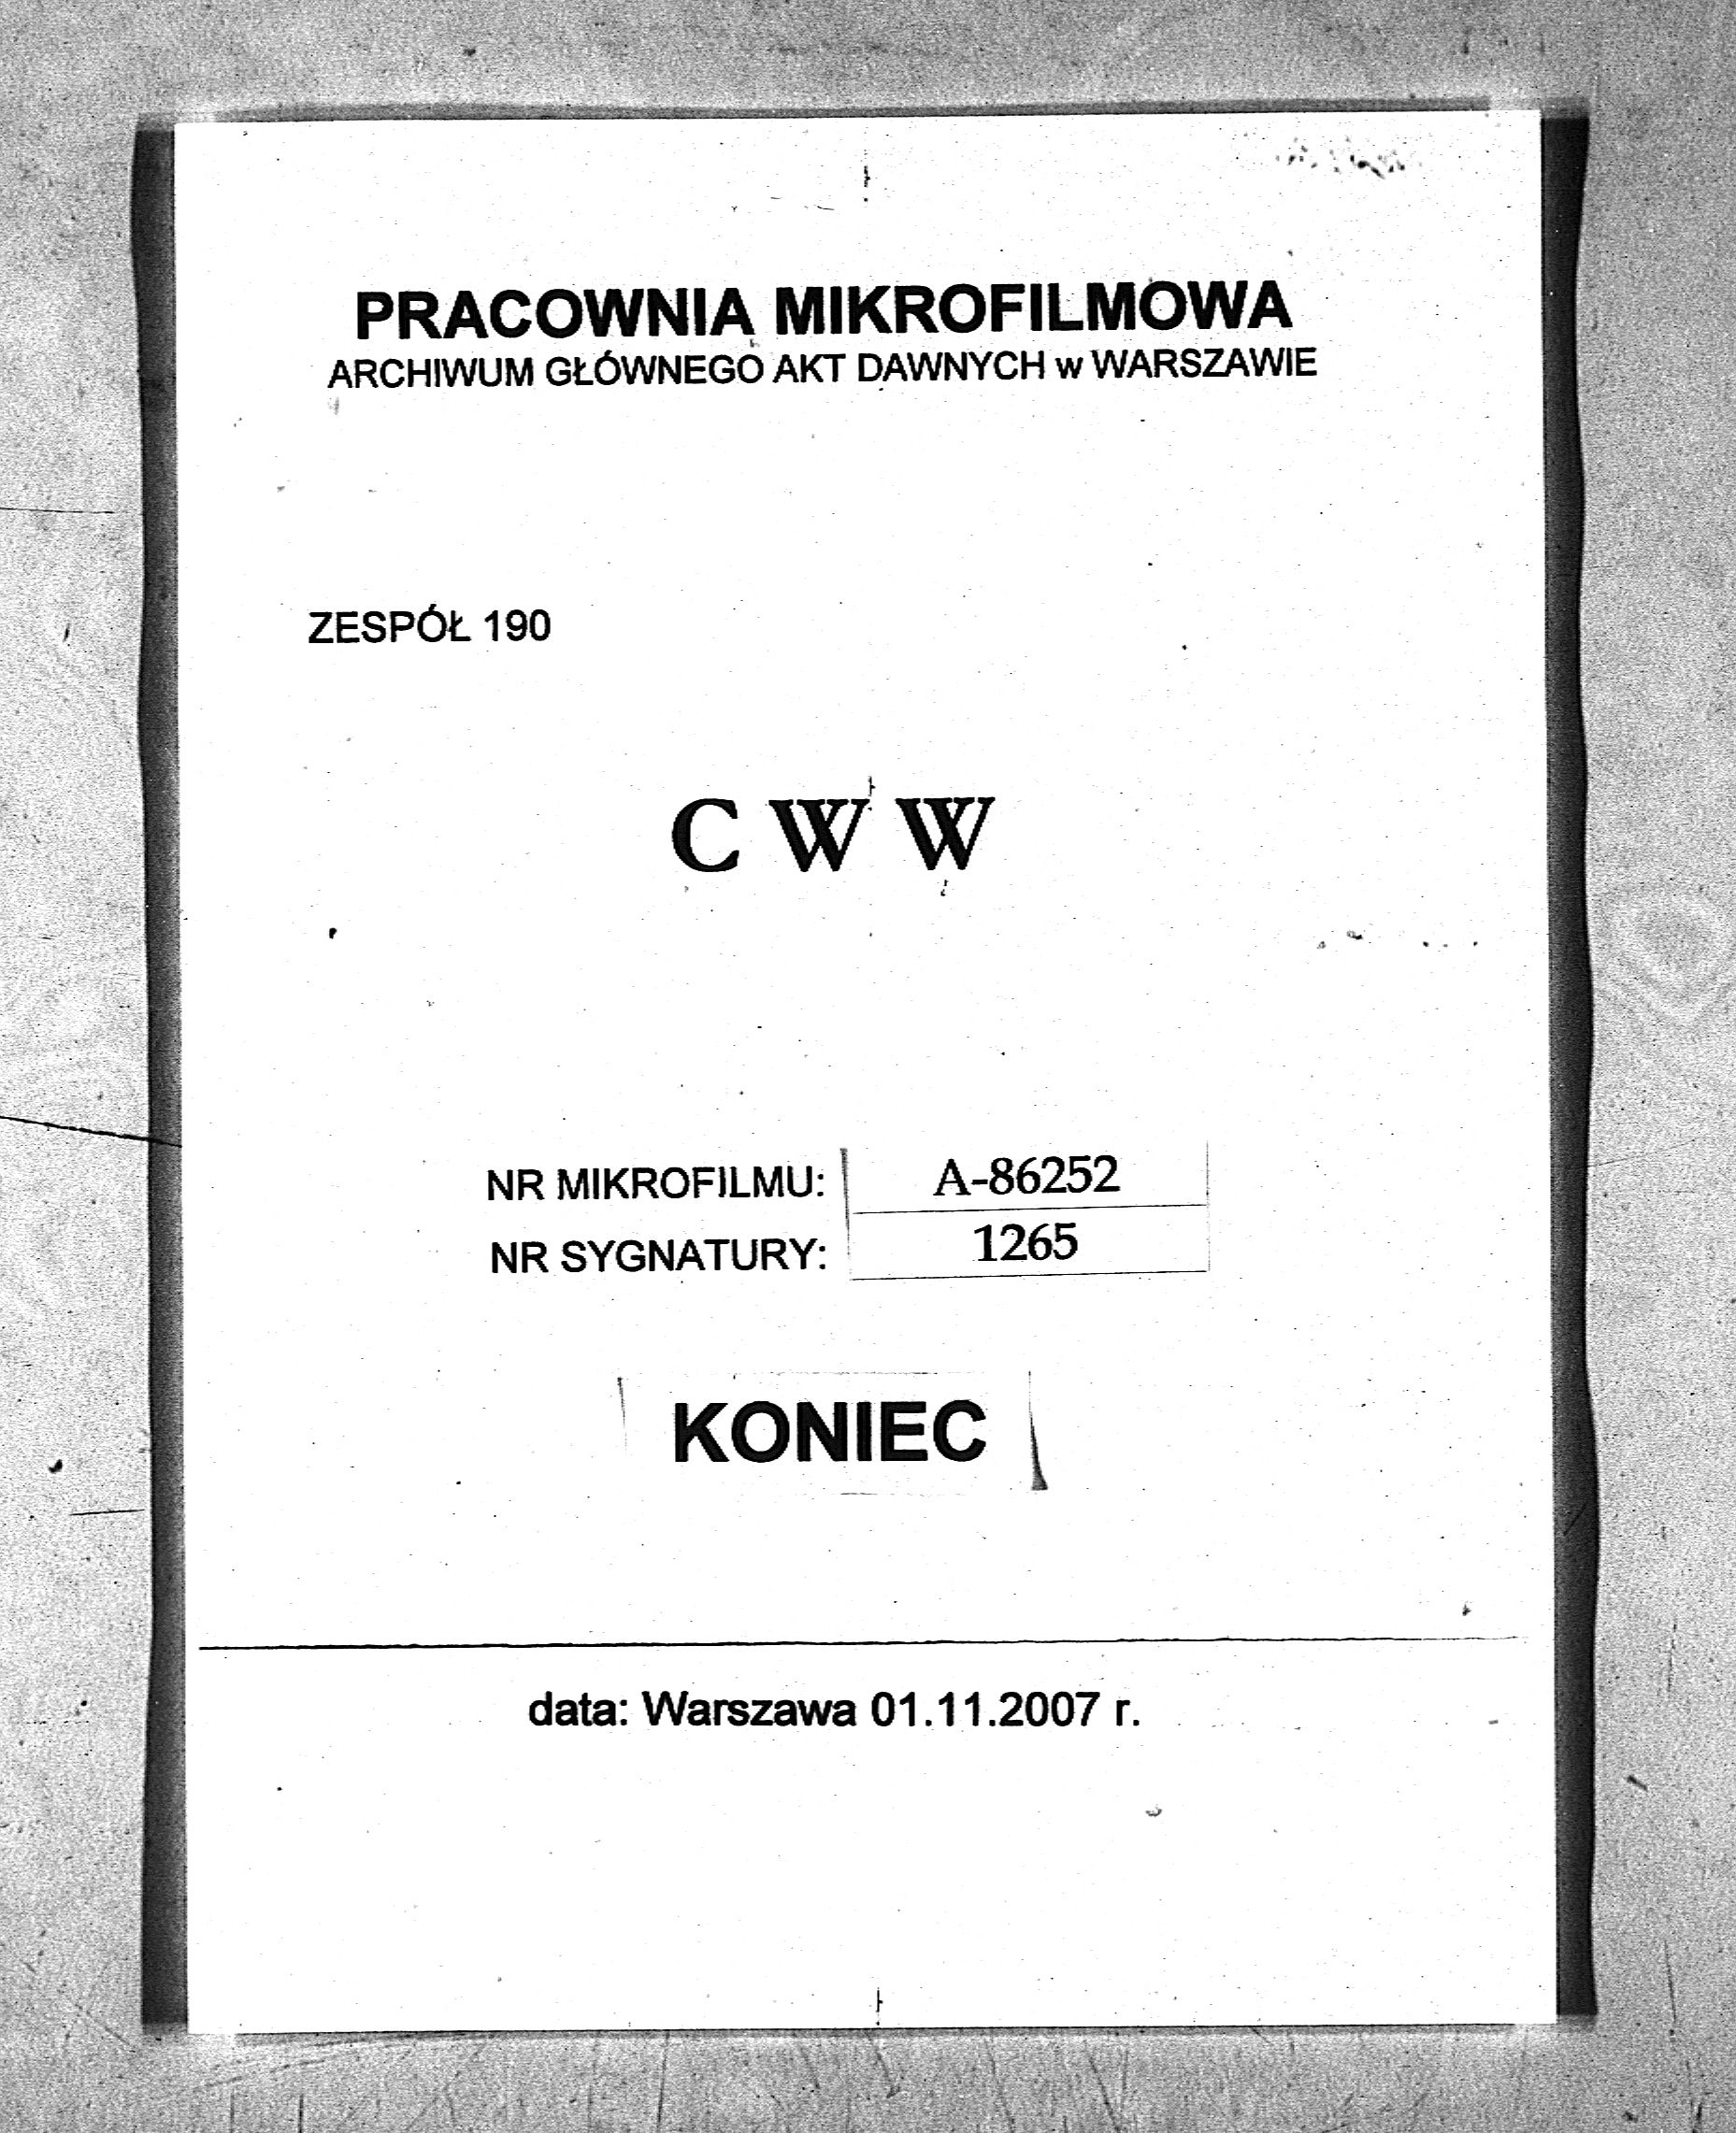 PRACOWNIA MIKROFILMOWA
ARCHIWUM GŁÓWNEGO AKT DAWNYCH w WARSZAWIE
ZESPÓŁ 190
C W W
NR MIKROFILMU: A-86252
NR SYGNATURY: 1265
KONIEC
data: Warszawa 01.11.2007 r.